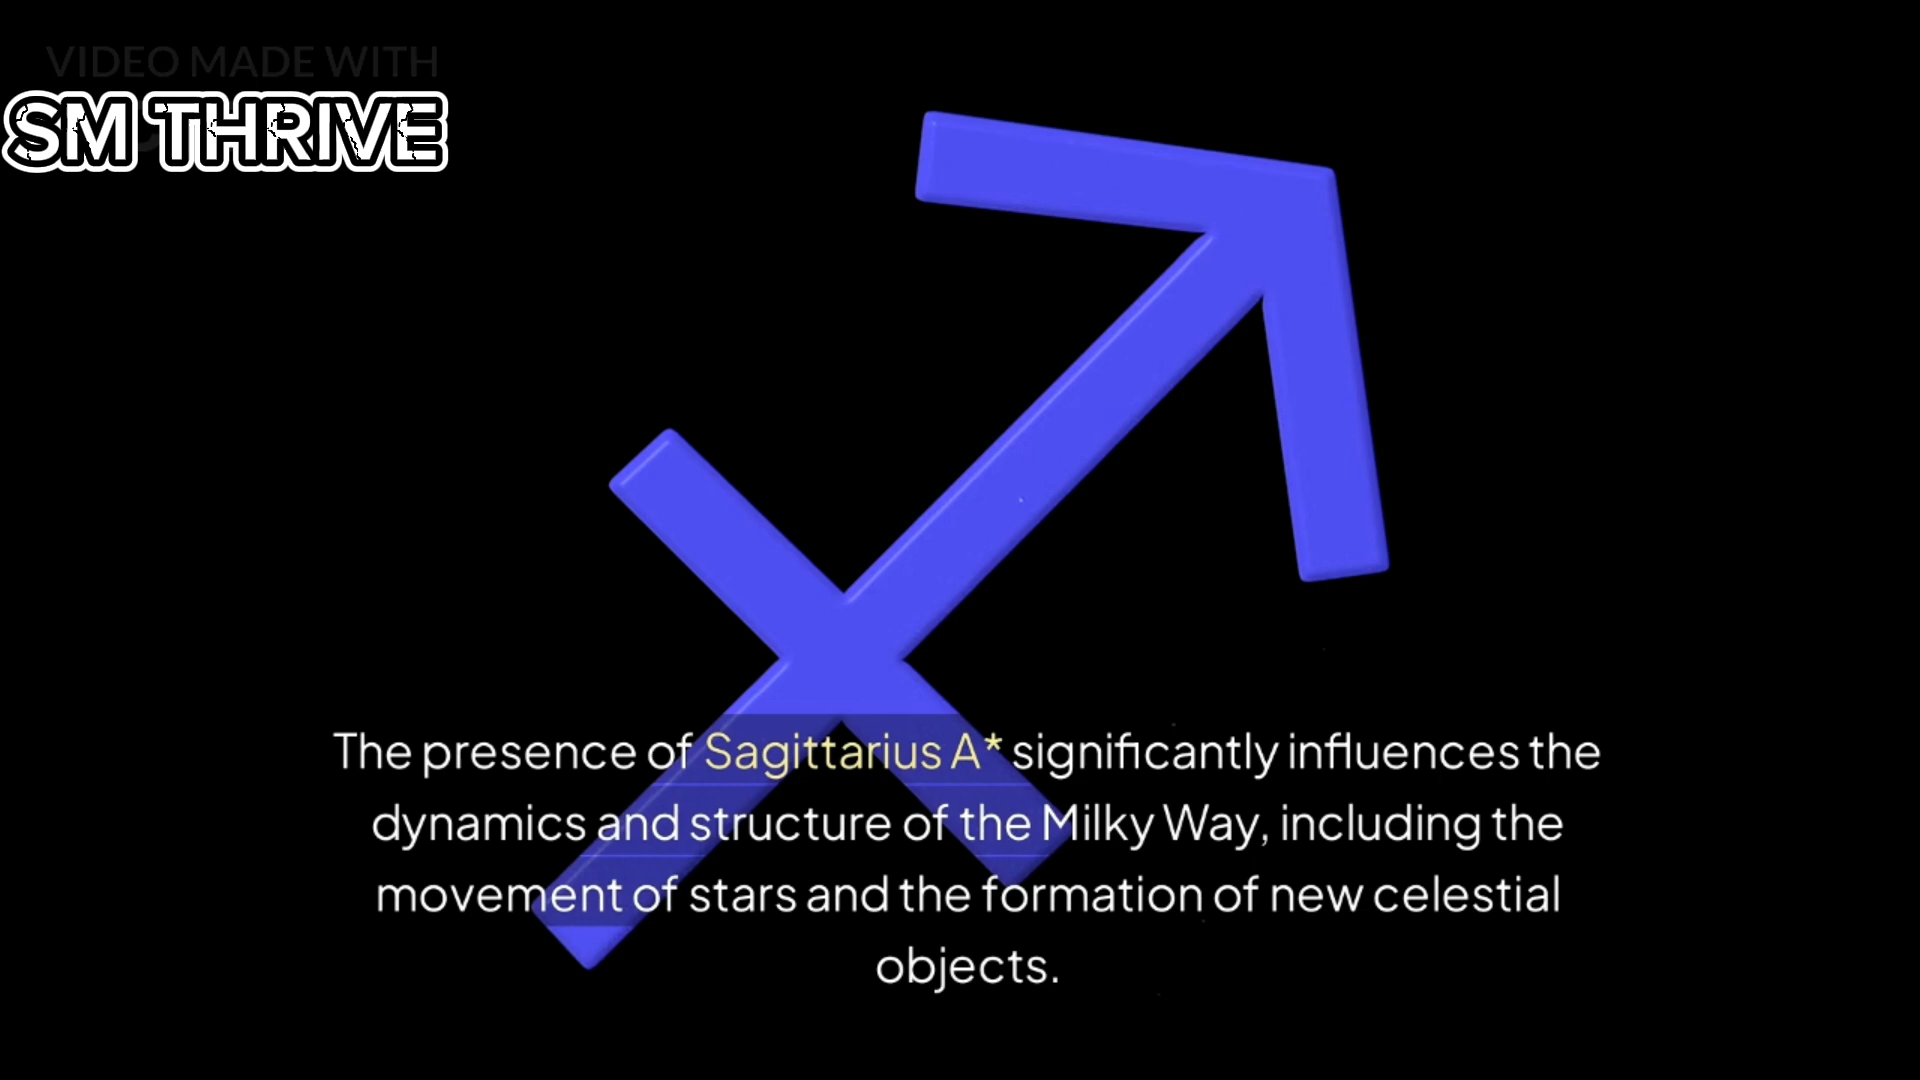 VIDEO MADE WITH
SM THRIVE
The presence of Sagittarius A* significantly influences the
dynamics and structure of the Milky Way, including the
movement of stars and the formation of new celestial
objects.